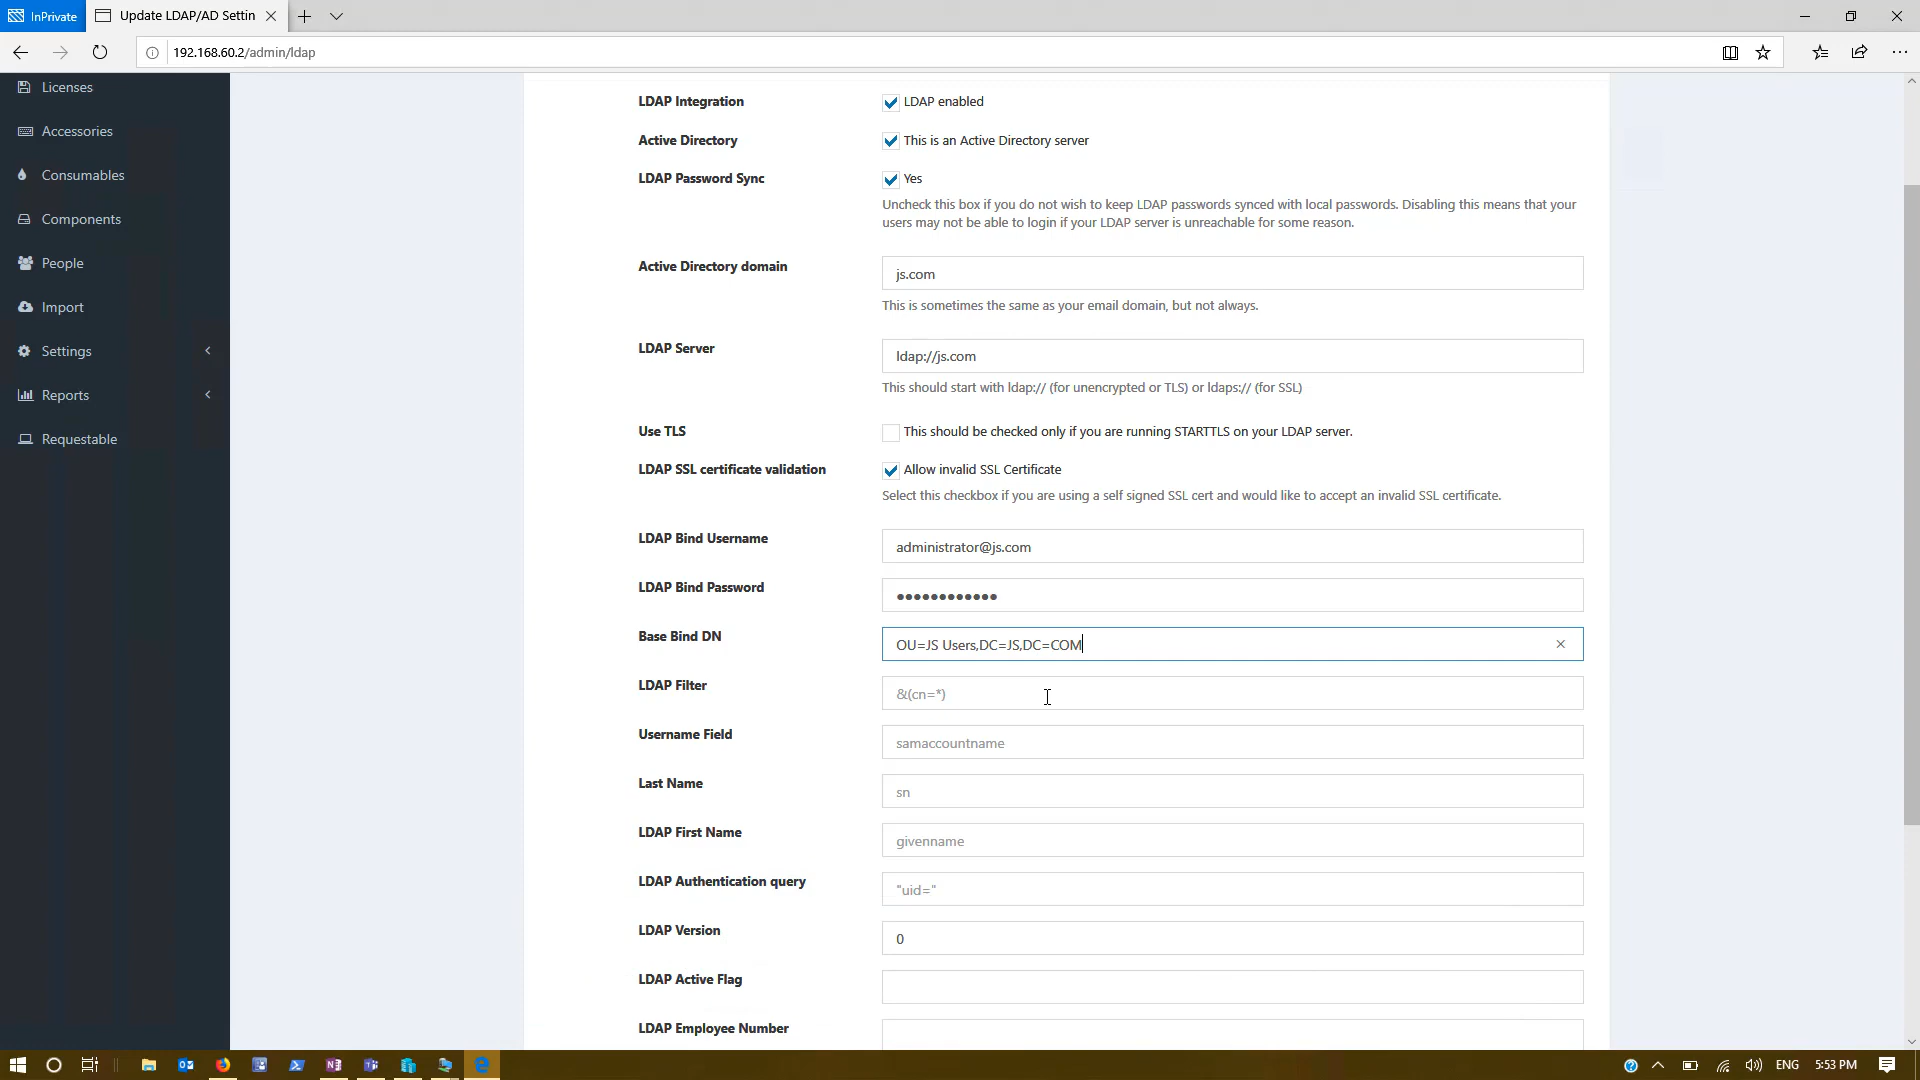 InPrivate
Update LDAP/AD Settin
192.168.60.2/admin/ldap
Licenses
Accessories
Consumables
Components
People
Import
Settings
Reports
Requestable
LDAP Integration
LDAP enabled
Active Directory
This is an Active Directory server
LDAP Password Sync
Yes
Uncheck this box if you do not wish to keep LDAP passwords synced with local passwords. Disabling this means that your
users may not be able to login if your LDAP server is unreachable for some reason.
Active Directory domain
js.com
This is sometimes the same as your email domain, but not always.
LDAP Server
ldap://js.com
This should start with ldap:// (for unencrypted or TLS) or ldaps:// (for SSL)
Use TLS
This should be checked only if you are running STARTTLS on your LDAP server.
LDAP SSL certificate validation
Allow invalid SSL Certificate
Select this checkbox if you are using a self signed SSL cert and would like to accept an invalid SSL certificate.
LDAP Bind Username
administrator@js.com
LDAP Bind Password
●●●●●●●●●●●●
Base Bind DN
OU=JS Users,DC=JS,DC=COM
LDAP Filter
&(cn=*)
Username Field
samaccountname
Last Name
sn
LDAP First Name
givenname
LDAP Authentication query
"uid="
LDAP Version
0
LDAP Active Flag
LDAP Employee Number
ENG
5:53 PM